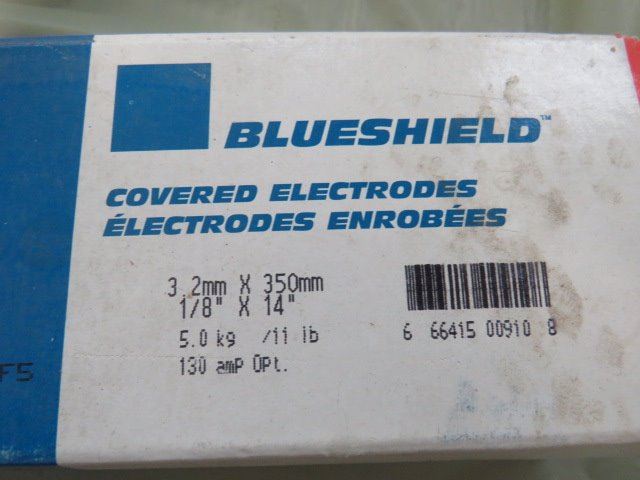 BLUESHIELD™
COVERED ELECTRODES
ÉLECTRODES ENROBÉES
3.2mm X 350mm
1/8" X 14"
5.0 kg /11 lb
130 amp Opt.
6 66415 00910 8
F5